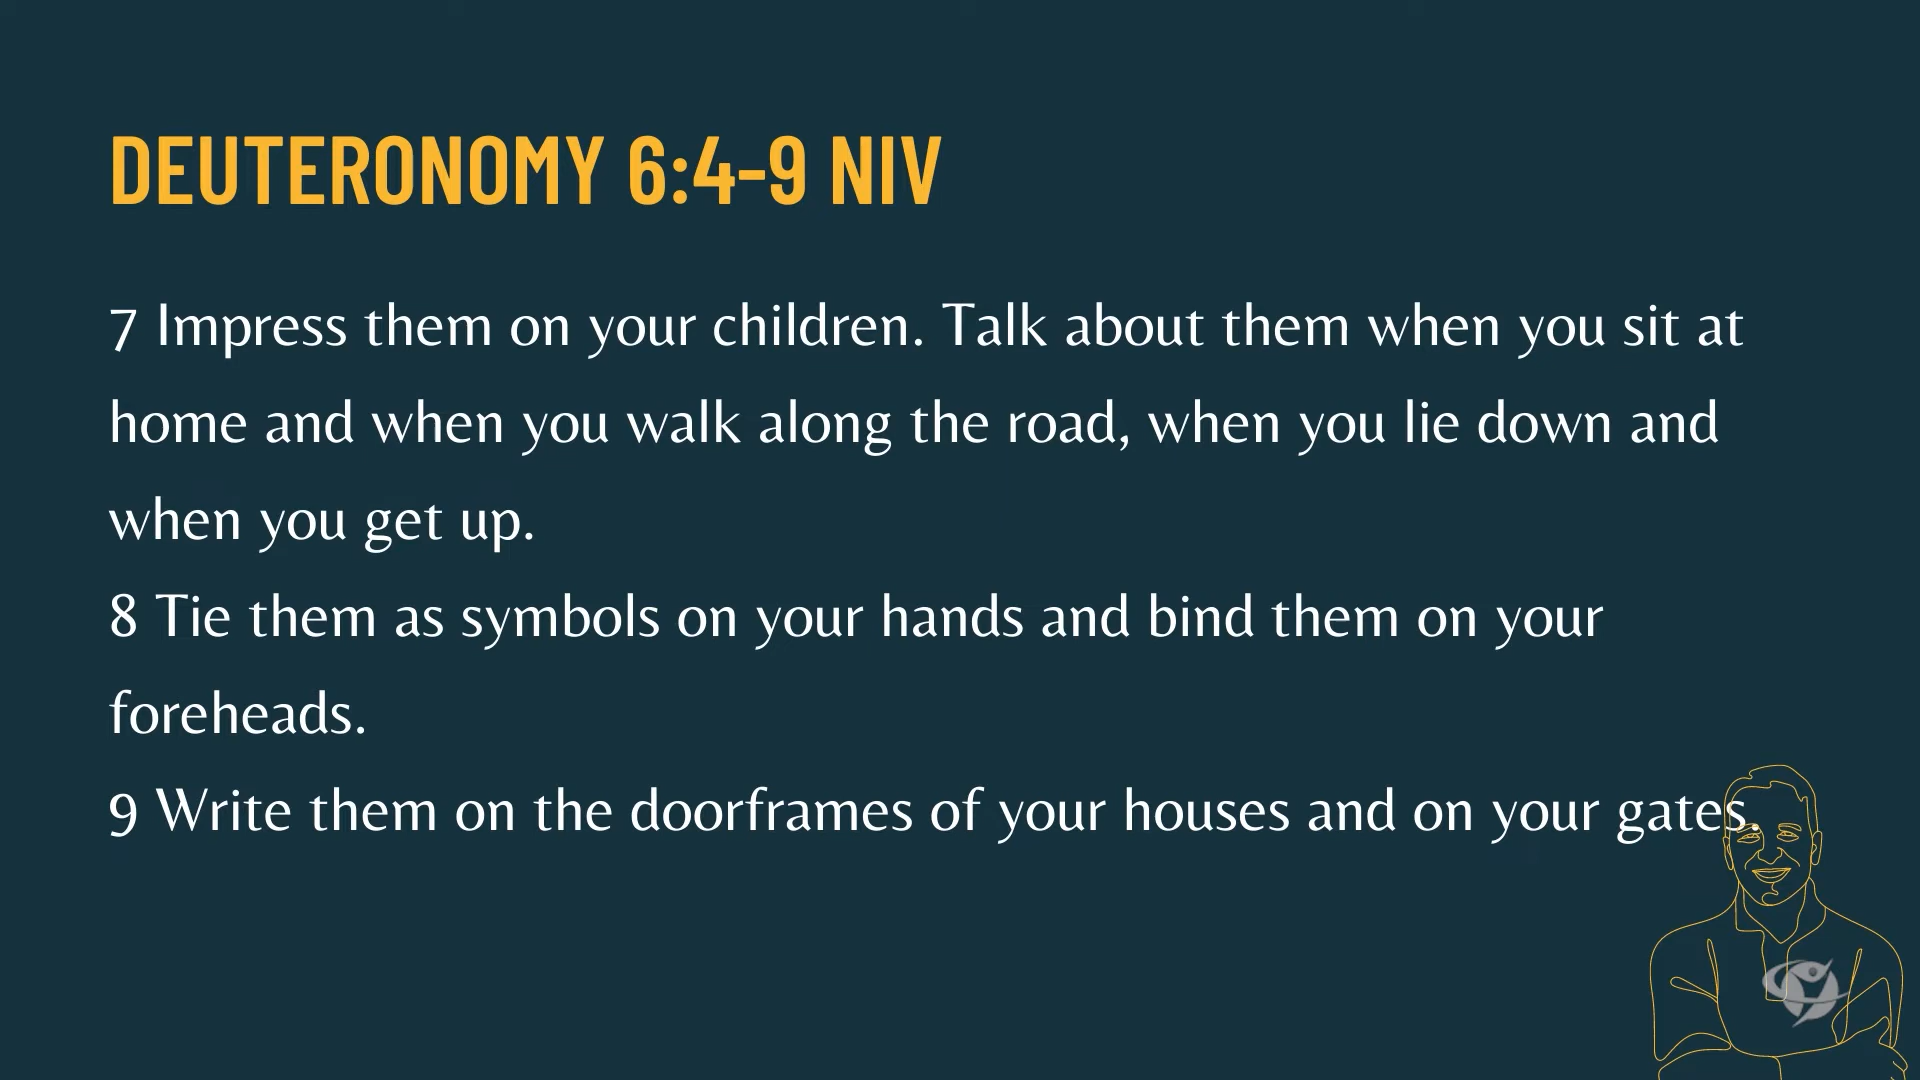 DEUTERONOMY 6:4-9 NIV
7 Impress them on your children. Talk about them when you sit at
home and when you walk along the road, when you lie down and
when you get up.
8 Tie them as symbols on your hands and bind them on your
foreheads.
9 Write them on the doorframes of your houses and on your gates.